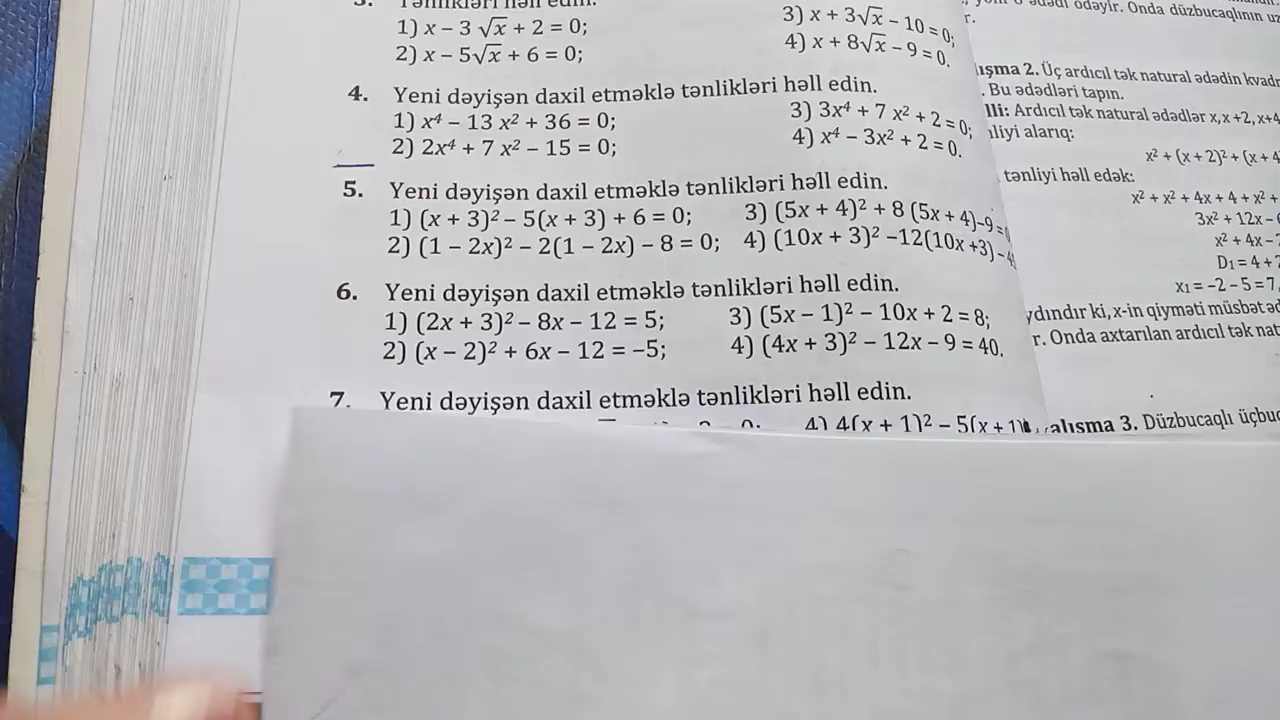 3. Tənlikləri həll edin.
1) x – 3 √x + 2 = 0;
2) x – 5√x + 6 = 0;
3) x + 3√x – 10 = 0;
4) x + 8√x – 9 = 0.
4. Yeni dəyişən daxil etməklə tənlikləri həll edin.
1) x⁴ – 13 x² + 36 = 0;
2) 2x⁴ + 7 x² – 15 = 0;
3) 3x⁴ + 7 x² + 2 = 0;
4) x⁴ – 3x² + 2 = 0.
5. Yeni dəyişən daxil etməklə tənlikləri həll edin.
1) (x + 3)² – 5(x + 3) + 6 = 0;
2) (1 – 2x)² – 2(1 – 2x) – 8 = 0;
3) (5x + 4)² + 8 (5x + 4) – 9 =
4) (10x + 3)² –12(10x +3) –
6. Yeni dəyişən daxil etməklə tənlikləri həll edin.
1) (2x + 3)² – 8x – 12 = 5;
2) (x – 2)² + 6x – 12 = –5;
3) (5x – 1)² – 10x + 2 = 8;
4) (4x + 3)² – 12x – 9 = 40.
7. Yeni dəyişən daxil etməklə tənlikləri həll edin.
4) 4(x + 1)² – 5(x + 1)
ədədi ödəyir. Onda düzbucaqlının
r.
2. Üç ardıcıl tək natural ədədin
. Bu ədədləri tapın.
Ardıcıl tək natural ədədlər x, x +2, x+4
alarıq:
x² + (x + 2)² + (x + 4
tənliyi həll edək:
x² + x² + 4x + 4 + x² +
3x² + 12x –
x² + 4x –
D₁ = 4 +
x₁ = –2 – 5 = 7
ki, x-in qiyməti müsbət
r. Onda axtarılan ardıcıl tək
3. Düzbucaqlı